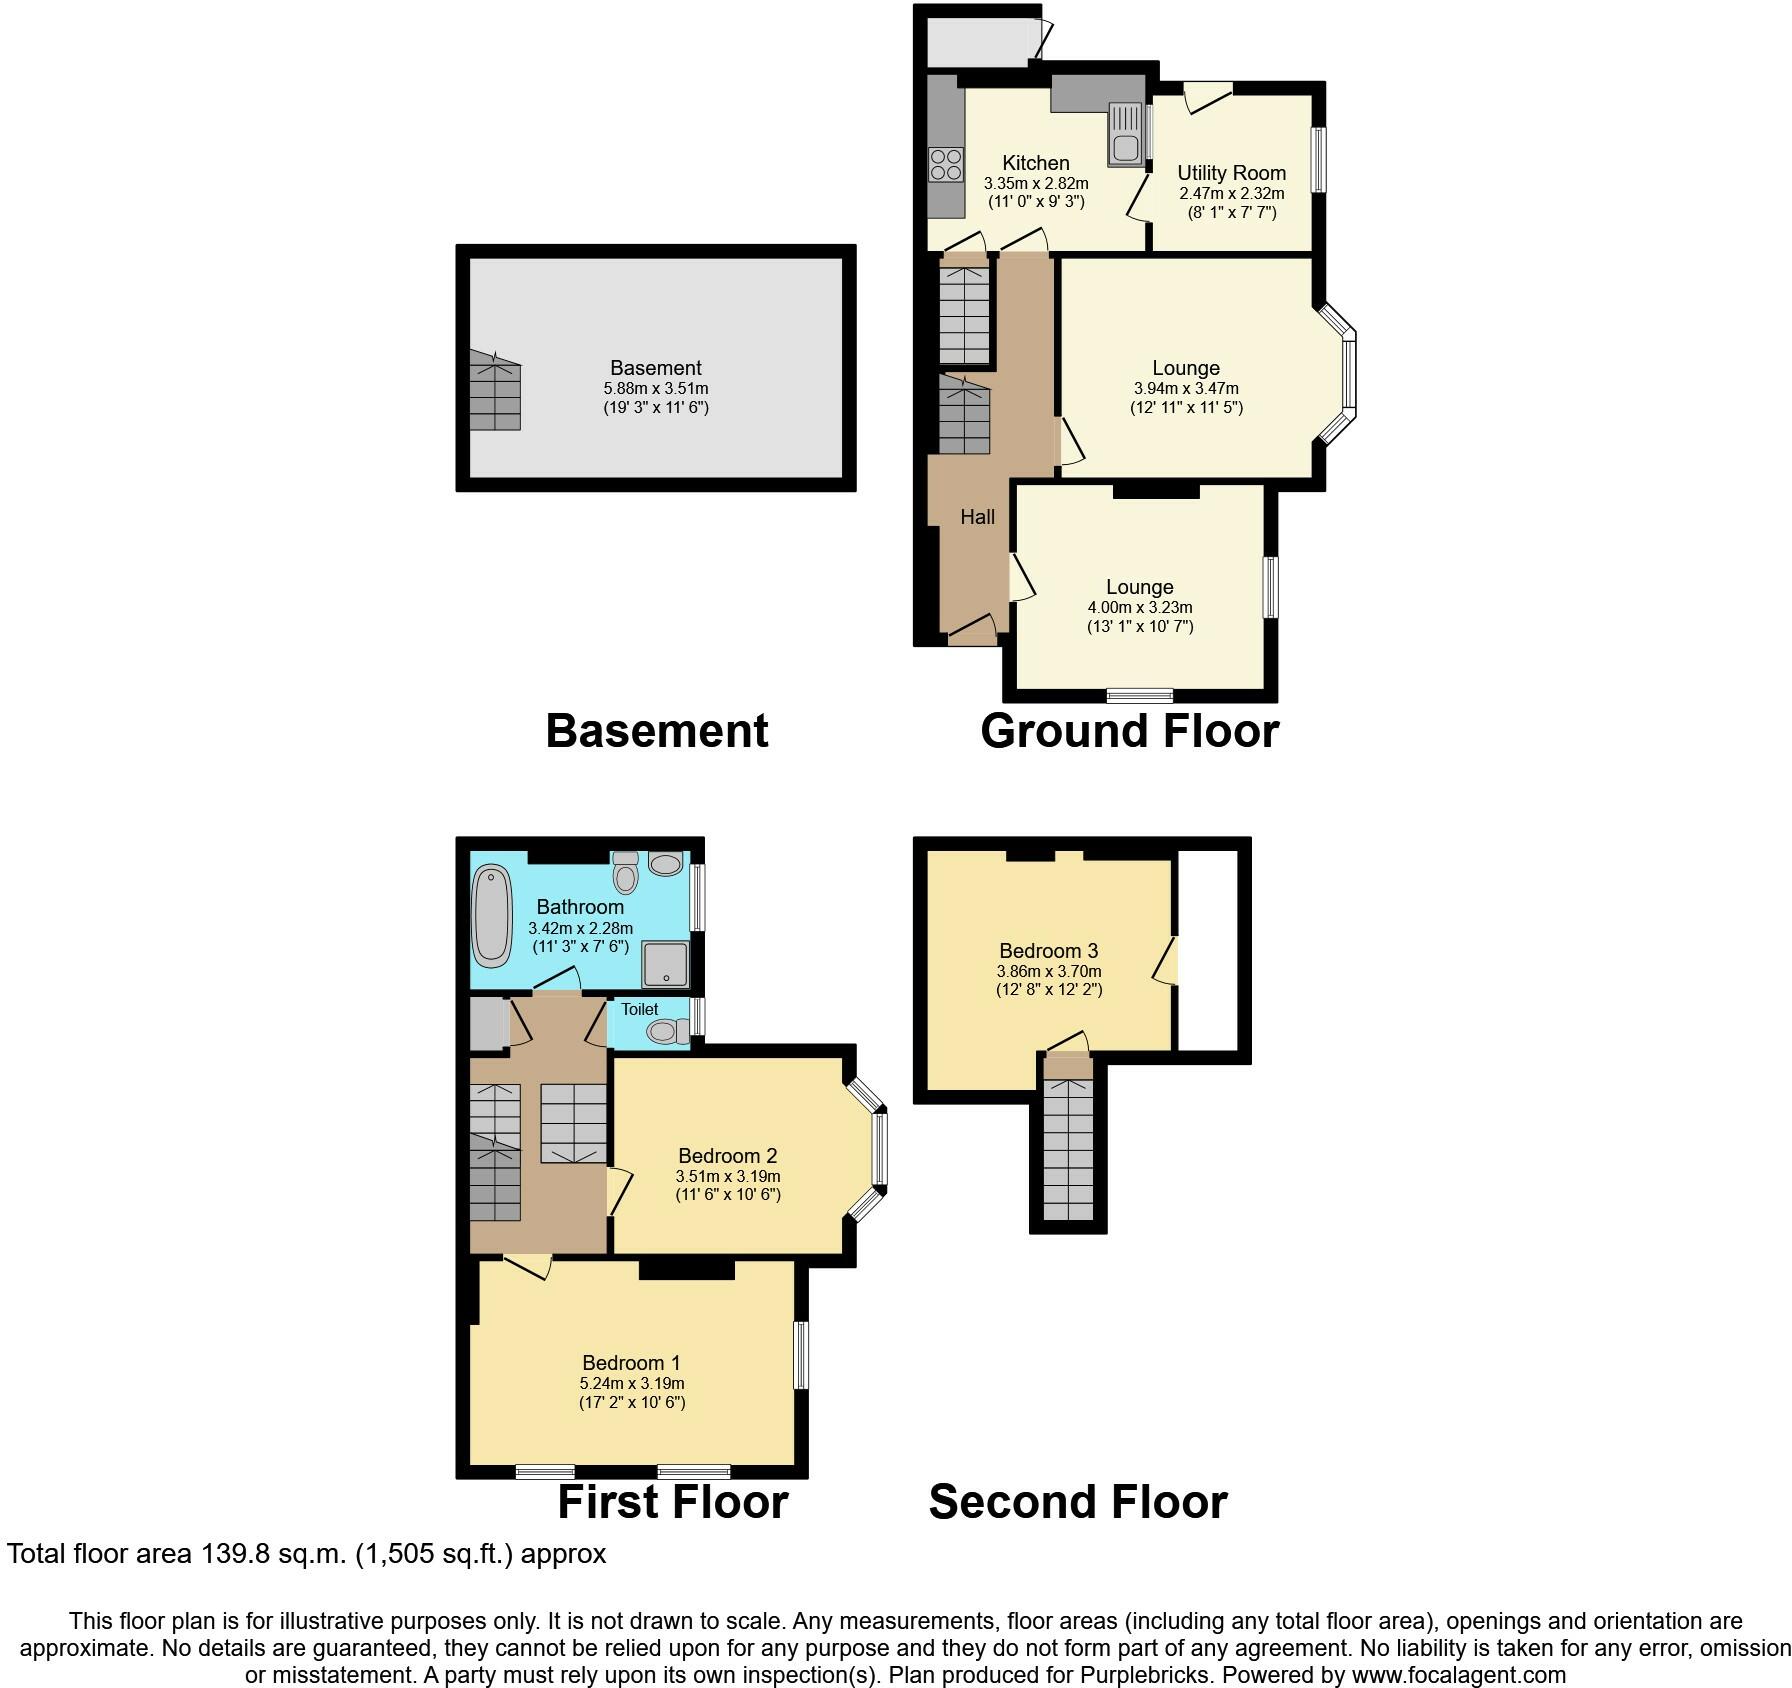 Kitchen
3.35m x 2.82m
(11' 0" x 9' 3")
Utility Room
2.47m x 2.32m
(8' 1" x 7' 7")
Basement
5.88m x 3.51m
(19' 3" x 11' 6")
Lounge
3.94m x 3.47m
(12' 11" x 11' 5")
Hall
Lounge
4.00m x 3.23m
(13' 1" x 10' 7")
Basement
Ground Floor
Bathroom
3.42m x 2.28m
(11' 3" x 7' 6")
Toilet
Bedroom 3
3.86m x 3.70m
(12' 8" x 12' 2")
Bedroom 2
3.51m x 3.19m
(11' 6" x 10' 6")
Bedroom 1
5.24m x 3.19m
(17' 2" x 10' 6")
First Floor
Second Floor
Total floor area 139.8 sq.m. (1,505 sq.ft.) approx
This floor plan is for illustrative purposes only. It is not drawn to scale. Any measurements, floor areas (including any total floor area), openings and orientation are
approximate. No details are guaranteed, they cannot be relied upon for any purpose and they do not form part of any agreement. No liability is taken for any error, omission
or misstatement. A party must rely upon its own inspection(s). Plan produced for Purplebricks. Powered by www.focalagent.com